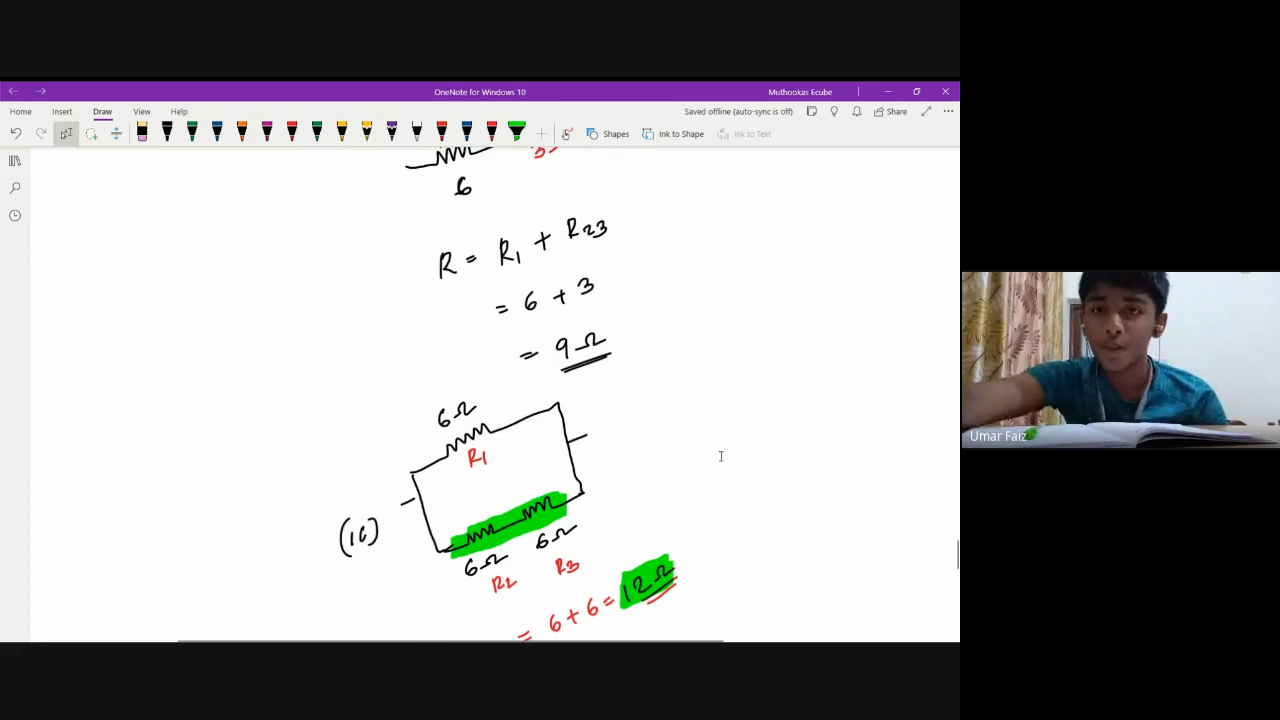 OneNote for Windows 10
Muthookas Ecube
Home Insert Draw View Help
Saved offline (auto-sync is off)
Share
Shapes
Ink to Shape
Ink to Text
6
R = R1 + R23
= 6 + 3
= 9Ω
6Ω
R1
(16)
6Ω
6Ω
R2
R3
= 6 + 6 = 12Ω
Umar Faiz